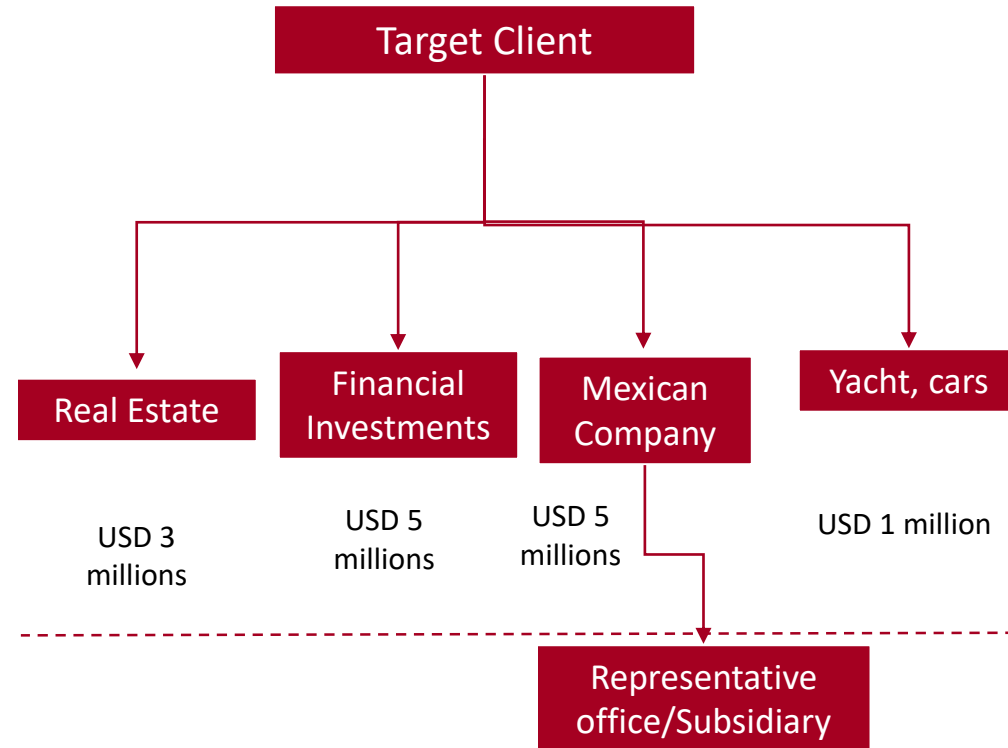 Target Client
Real Estate
Financial
Investments
Mexican
Company
Yacht, cars
USD 3
millions
USD 5
millions
USD 5
millions
USD 1 million
Representative
office/Subsidiary